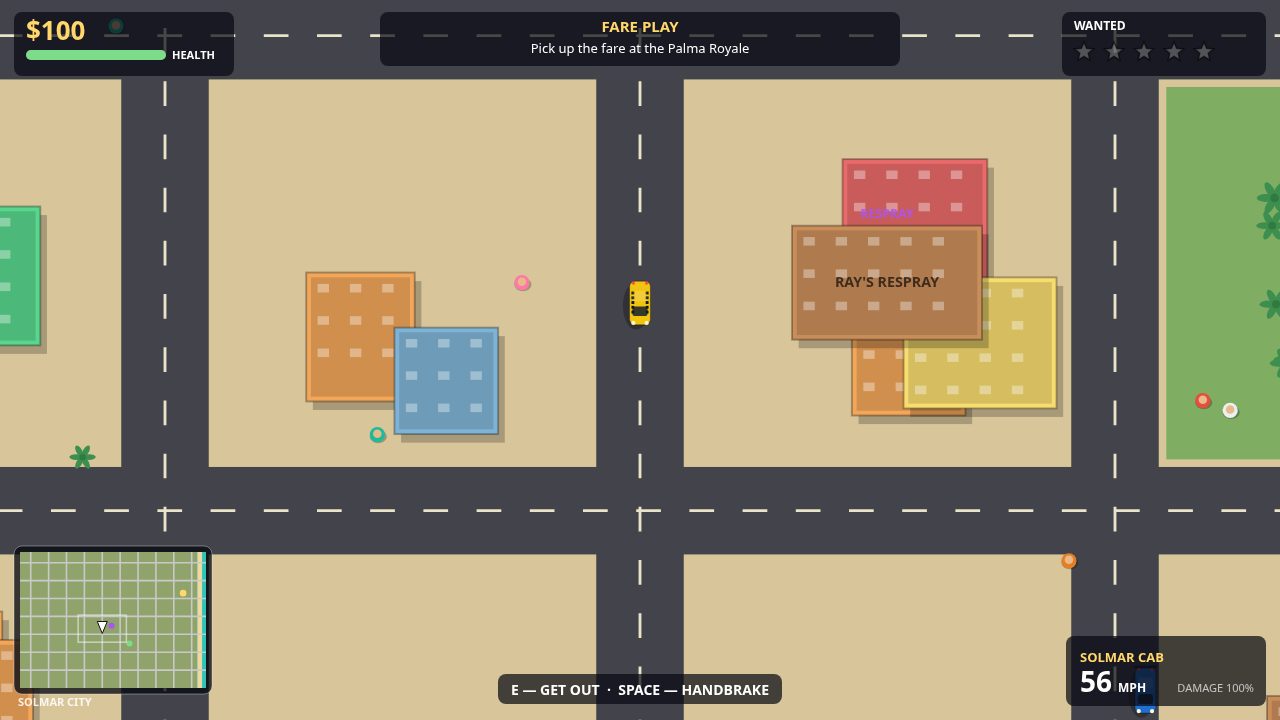 $100
HEALTH
FARE PLAY
Pick up the fare at the Palma Royale
WANTED
RESPRAY
RAY'S RESPRAY
SOLMAR CITY
E — GET OUT · SPACE — HANDBRAKE
SOLMAR CAB
56 MPH
DAMAGE 100%